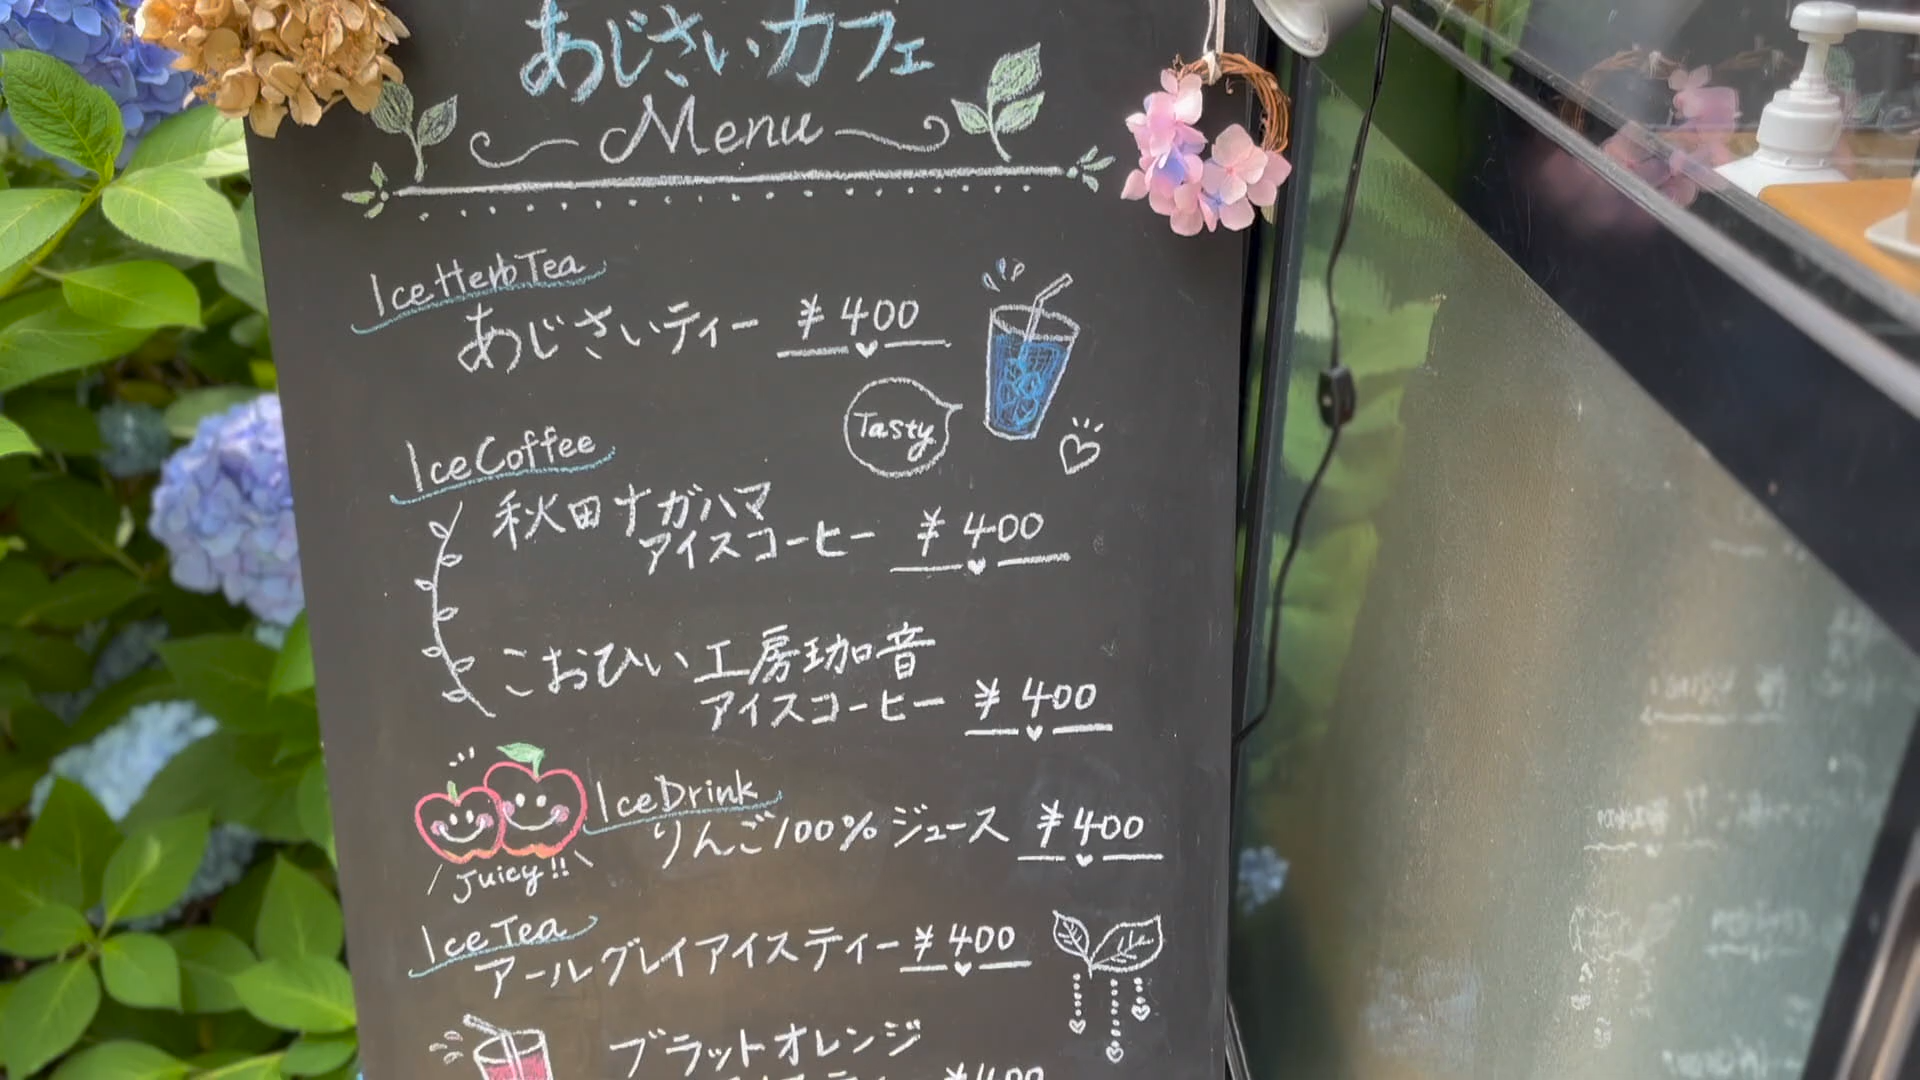 あじさいカフェ
Menu
Ice Herb Tea
あじさいティー ¥400
Tasty
Ice Coffee
秋田ナガハマ
アイスコーヒー ¥400
こおひい工房珈音
アイスコーヒー ¥400
Ice Drink
りんご100%ジュース ¥400
Juicy!!
Ice Tea
アールグレイアイスティー ¥400
ブラットオレンジ
¥400